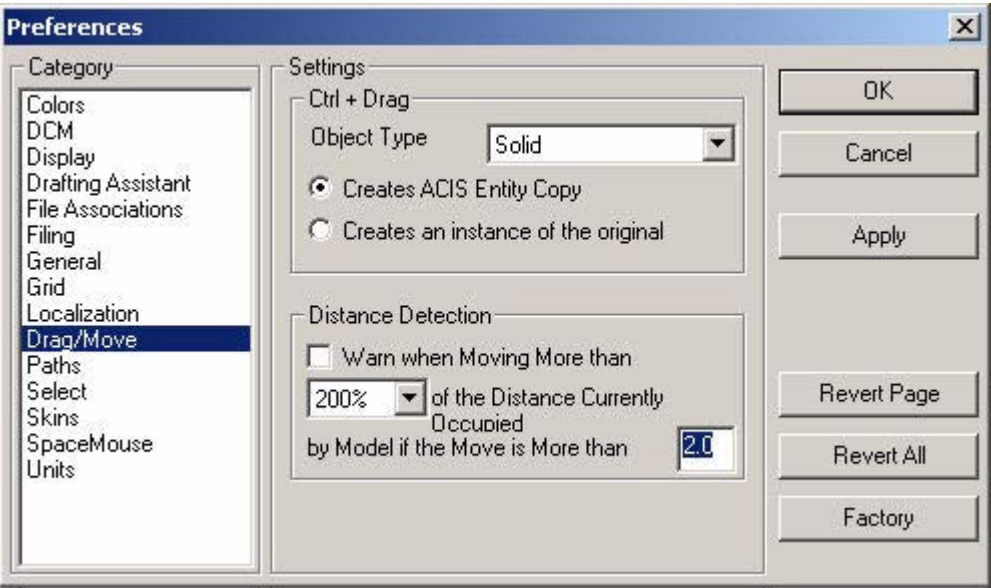 Preferences
Category
Colors
DCM
Display
Drafting Assistant
File Associations
Filing
General
Grid
Localization
Drag/Move
Paths
Select
Skins
SpaceMouse
Units
Settings
Ctrl + Drag
Object Type Solid
Creates ACIS Entity Copy
Creates an instance of the original
Distance Detection
Warn when Moving More than
200% of the Distance Currently
Occupied
by Model if the Move is More than 2.0
OK
Cancel
Apply
Revert Page
Revert All
Factory